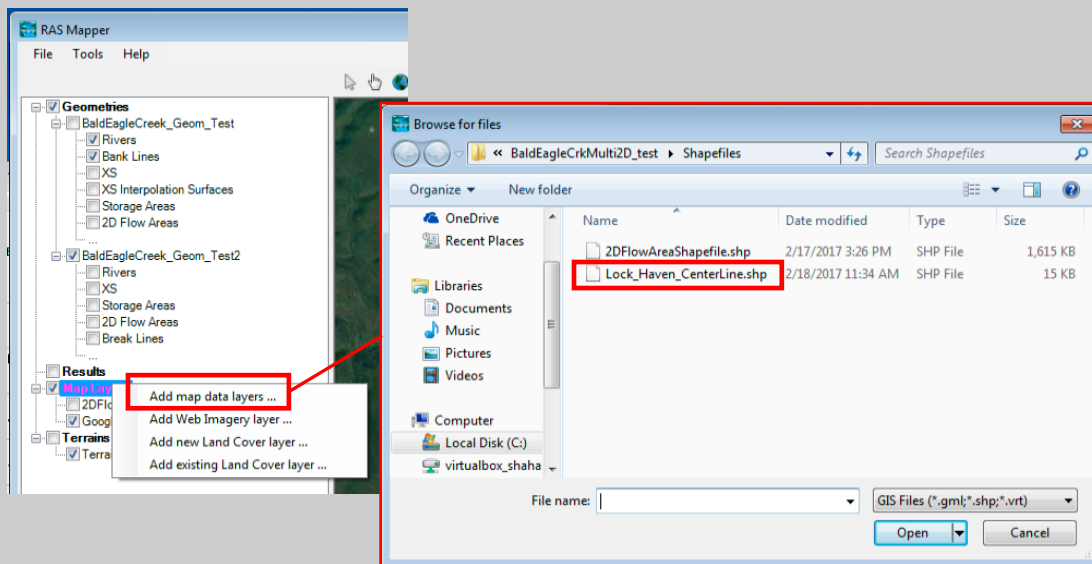 RAS Mapper
File Tools Help
Geometries
BaldEagleCreek_Geom_Test
Rivers
Bank Lines
XS
XS Interpolation Surfaces
Storage Areas
2D Flow Areas
...
BaldEagleCreek_Geom_Test2
Rivers
XS
Storage Areas
2D Flow Areas
Break Lines
...
Results
Map Lay
2DFlo
Goog
Terrains
Terra
Add map data layers ...
Add Web Imagery layer ...
Add new Land Cover layer ...
Add existing Land Cover layer ...
Browse for files
« BaldEagleCrkMulti2D_test Shapefiles
Search Shapefiles
Organize New folder
OneDrive
Recent Places
Libraries
Documents
Music
Pictures
Videos
Computer
Local Disk (C:)
virtualbox_shaha
Name Date modified Type Size
2DFlowAreaShapefile.shp 2/17/2017 3:26 PM SHP File 1,615 KB
Lock_Haven_CenterLine.shp 2/18/2017 11:34 AM SHP File 15 KB
File name: GIS Files (*.gml;*.shp;*.vrt)
Open Cancel